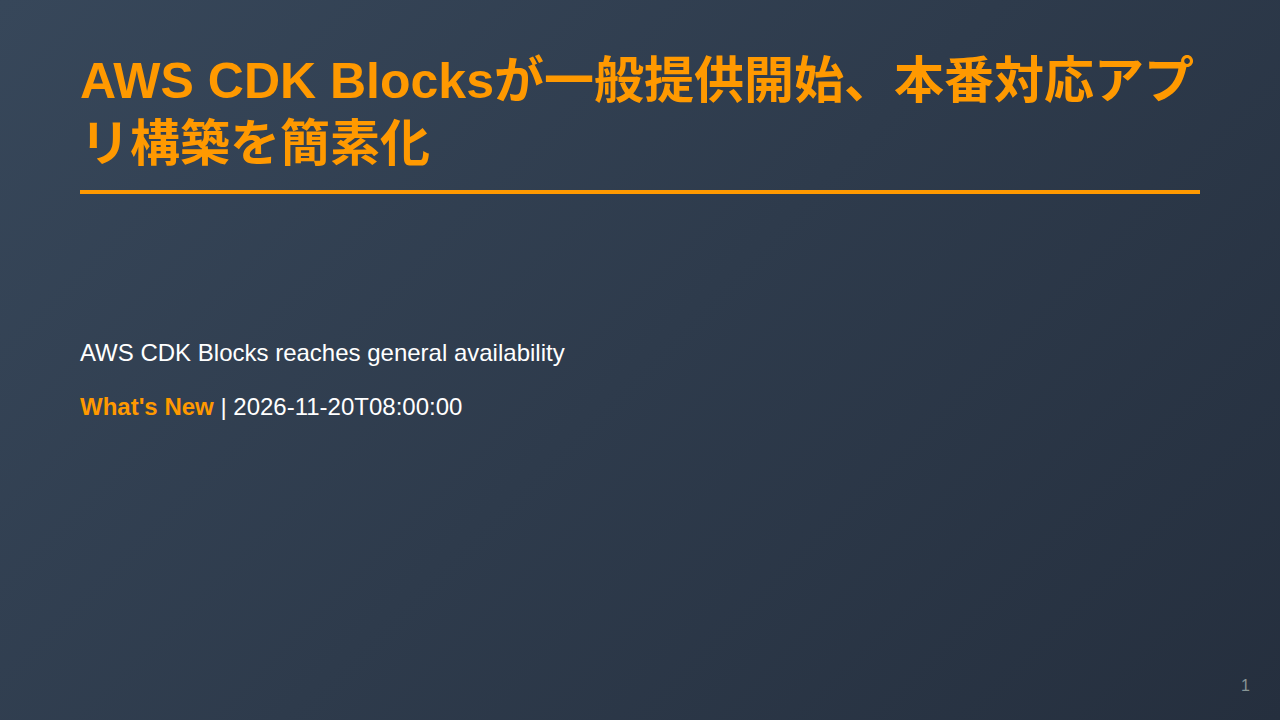 AWS CDK Blocksが一般提供開始、本番対応アプ
リ構築を簡素化
AWS CDK Blocks reaches general availability
What's New | 2026-11-20T08:00:00
1